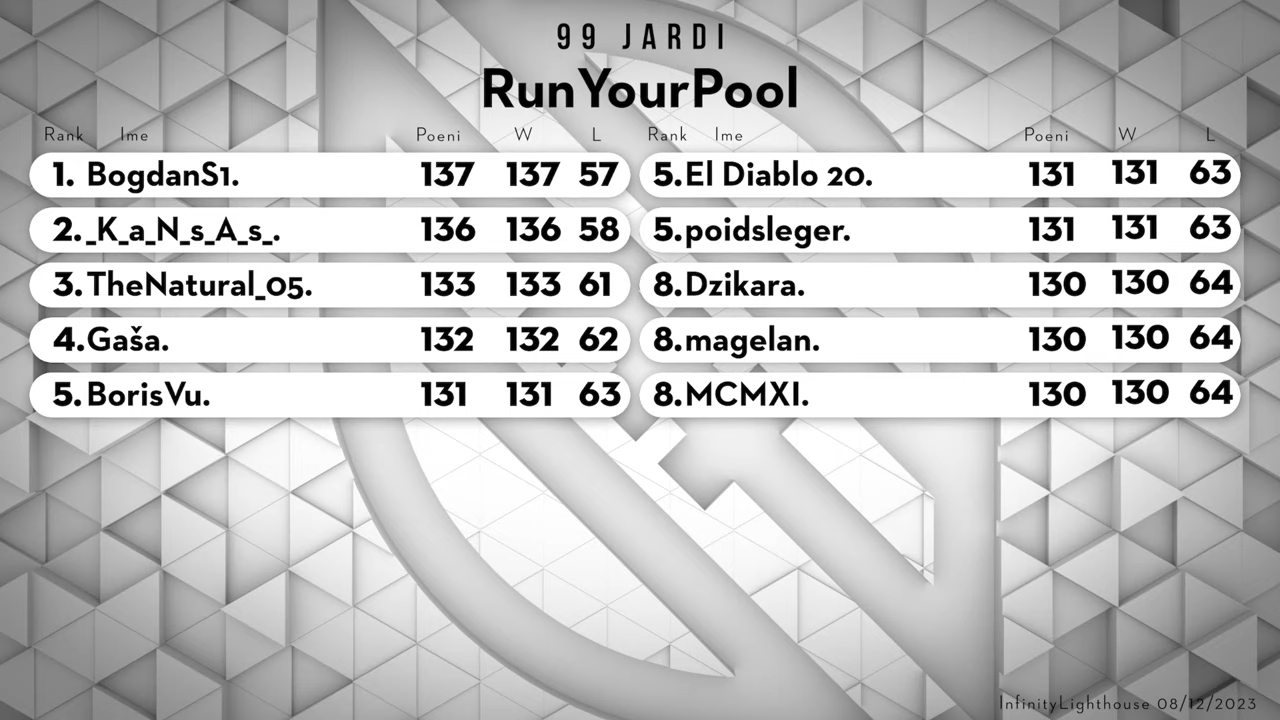 99 JARDI
RunYourPool
Rank Ime Poeni W L
1. BogdanS1. 137 137 57
2. _K_a_N_s_A_s_. 136 136 58
3. TheNatural_05. 133 133 61
4. Gaša. 132 132 62
5. BorisVu. 131 131 63
Rank Ime Poeni W L
5. El Diablo 20. 131 131 63
5. poidsleger. 131 131 63
8. Dzikara. 130 130 64
8. magelan. 130 130 64
8. MCMXI. 130 130 64
InfinityLighthouse 08/12/2023